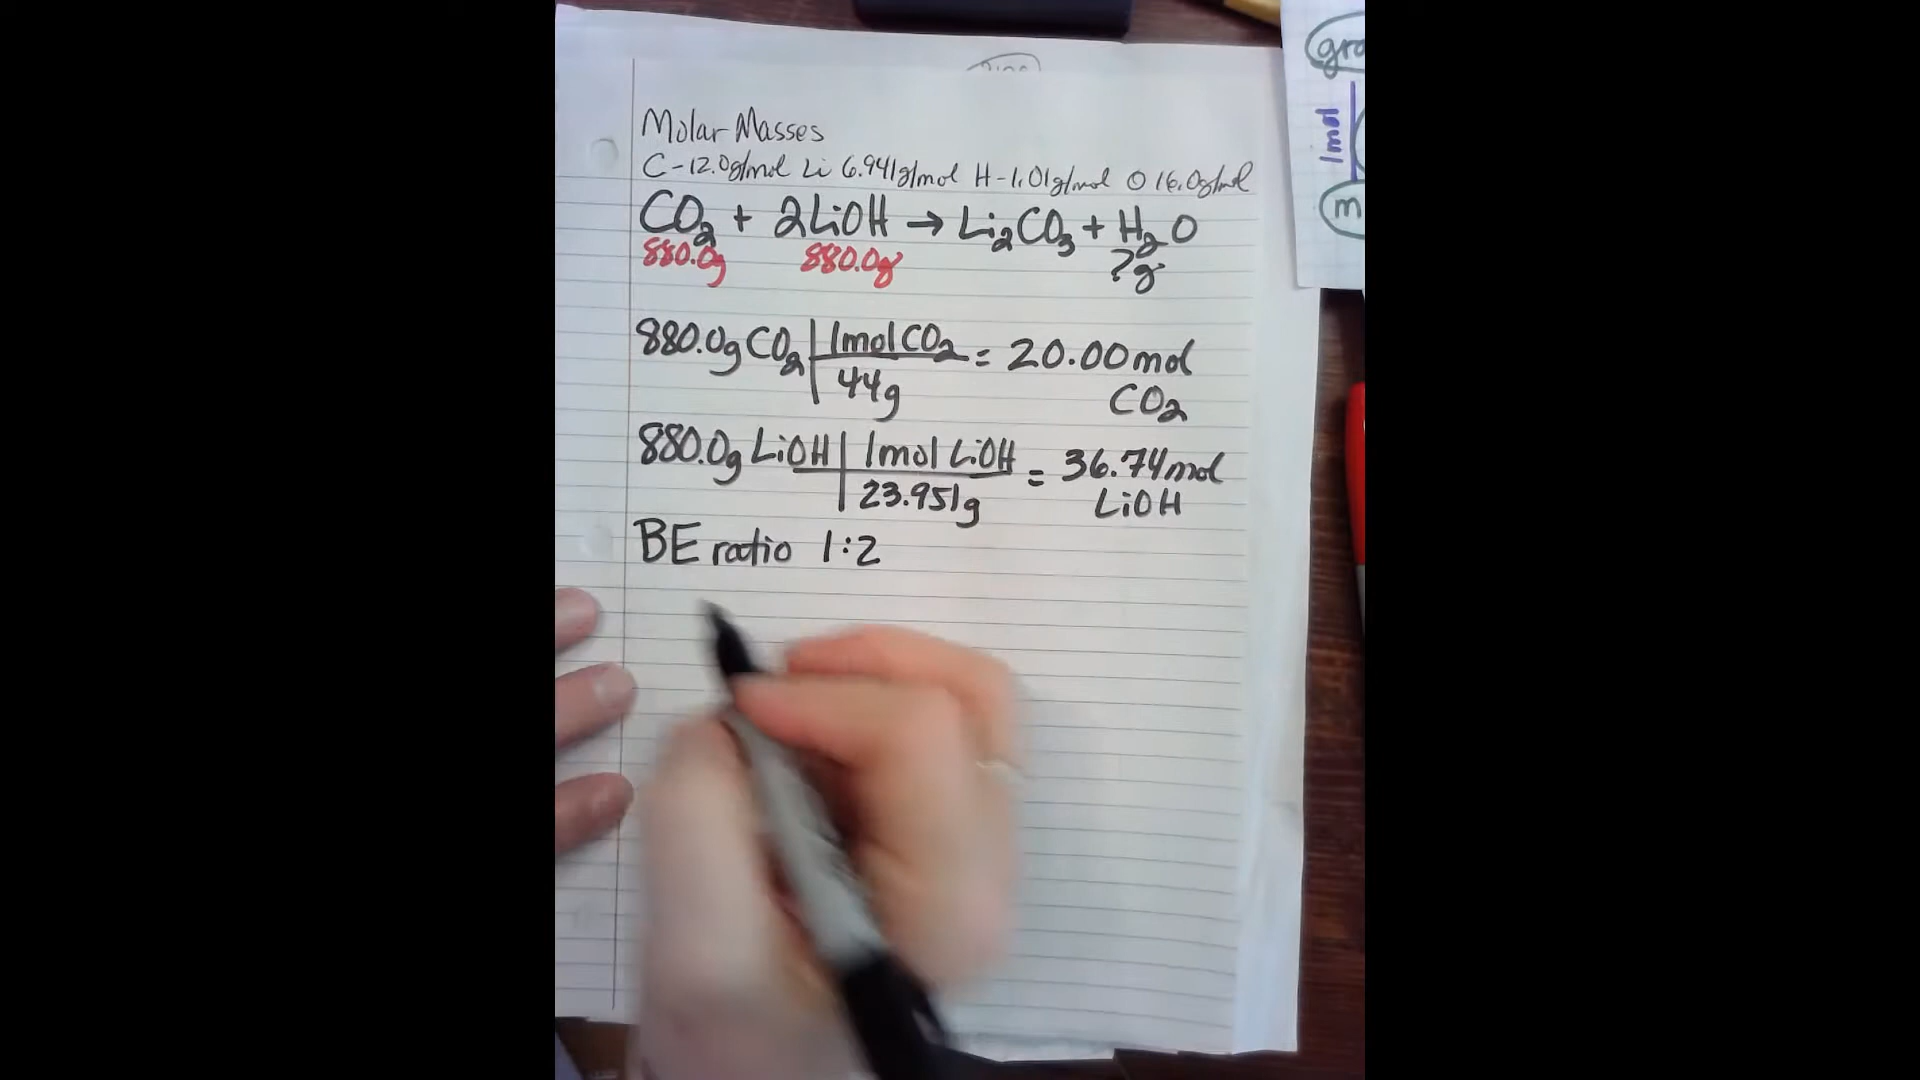 Molar Masses
C - 12.0g/mol Li 6.941g/mol H - 1.01g/mol O 16.0g/mol
CO₂ + 2LiOH → Li₂CO₃ + H₂O
880.0g 880.0g ?g
880.0g CO₂ | 1mol CO₂ = 20.00mol
44g CO₂
880.0g LiOH | 1mol LiOH = 36.74mol
23.951g LiOH
BE ratio 1:2
gra
1mol
m